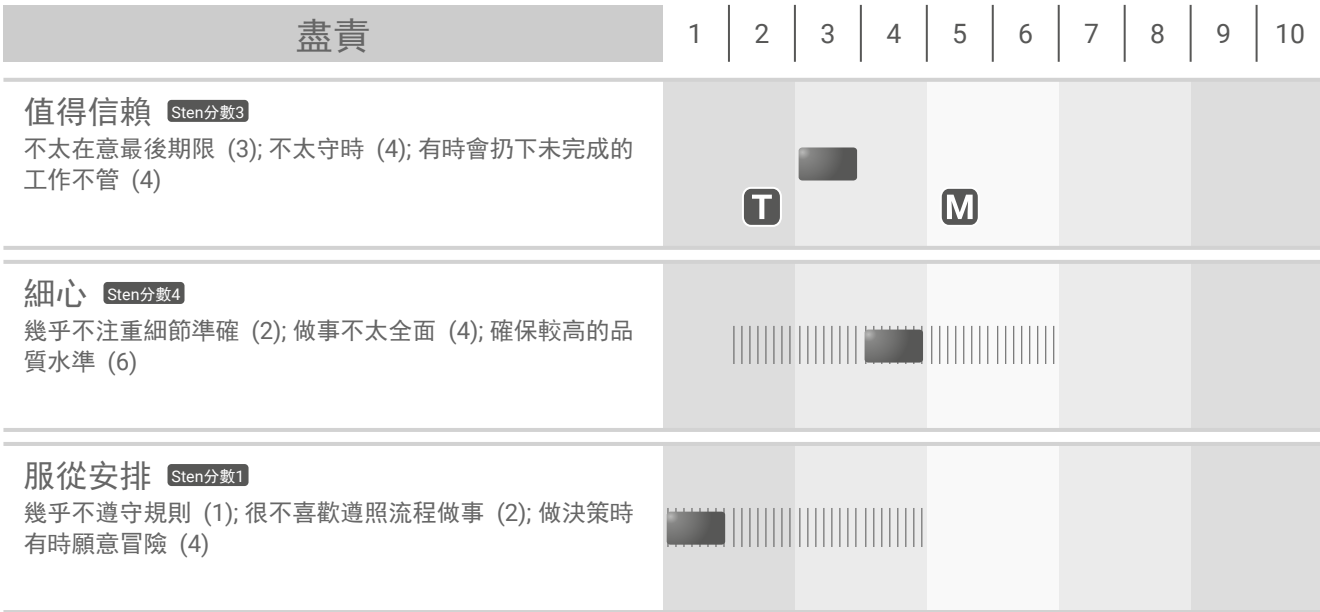 盡責 1 2 3 4 5 6 7 8 9 10
值得信賴 Sten分數3
不太在意最後期限 (3); 不太守時 (4); 有時會扔下未完成的
工作不管 (4)
T M
細心 Sten分數4
幾乎不注重細節準確 (2); 做事不太全面 (4); 確保較高的品
質水準 (6)
服從安排 Sten分數1
幾乎不遵守規則 (1); 很不喜歡遵照流程做事 (2); 做決策時
有時願意冒險 (4)